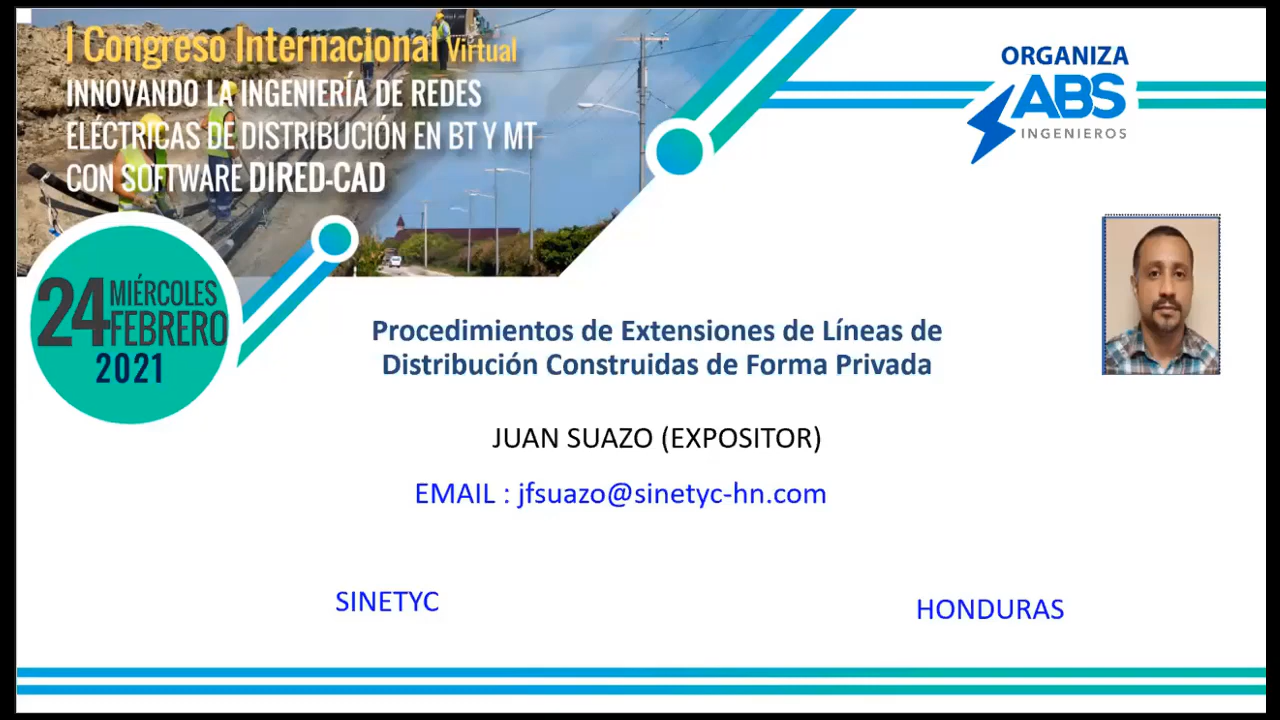 I Congreso Internacional Virtual
INNOVANDO LA INGENIERÍA DE REDES
ELÉCTRICAS DE DISTRIBUCIÓN EN BT Y MT
CON SOFTWARE DIRED-CAD
ORGANIZA
ABS
INGENIEROS
24 MIÉRCOLES
FEBRERO
2021
Procedimientos de Extensiones de Líneas de
Distribución Construidas de Forma Privada
JUAN SUAZO (EXPOSITOR)
EMAIL : jfsuazo@sinetyc-hn.com
SINETYC
HONDURAS